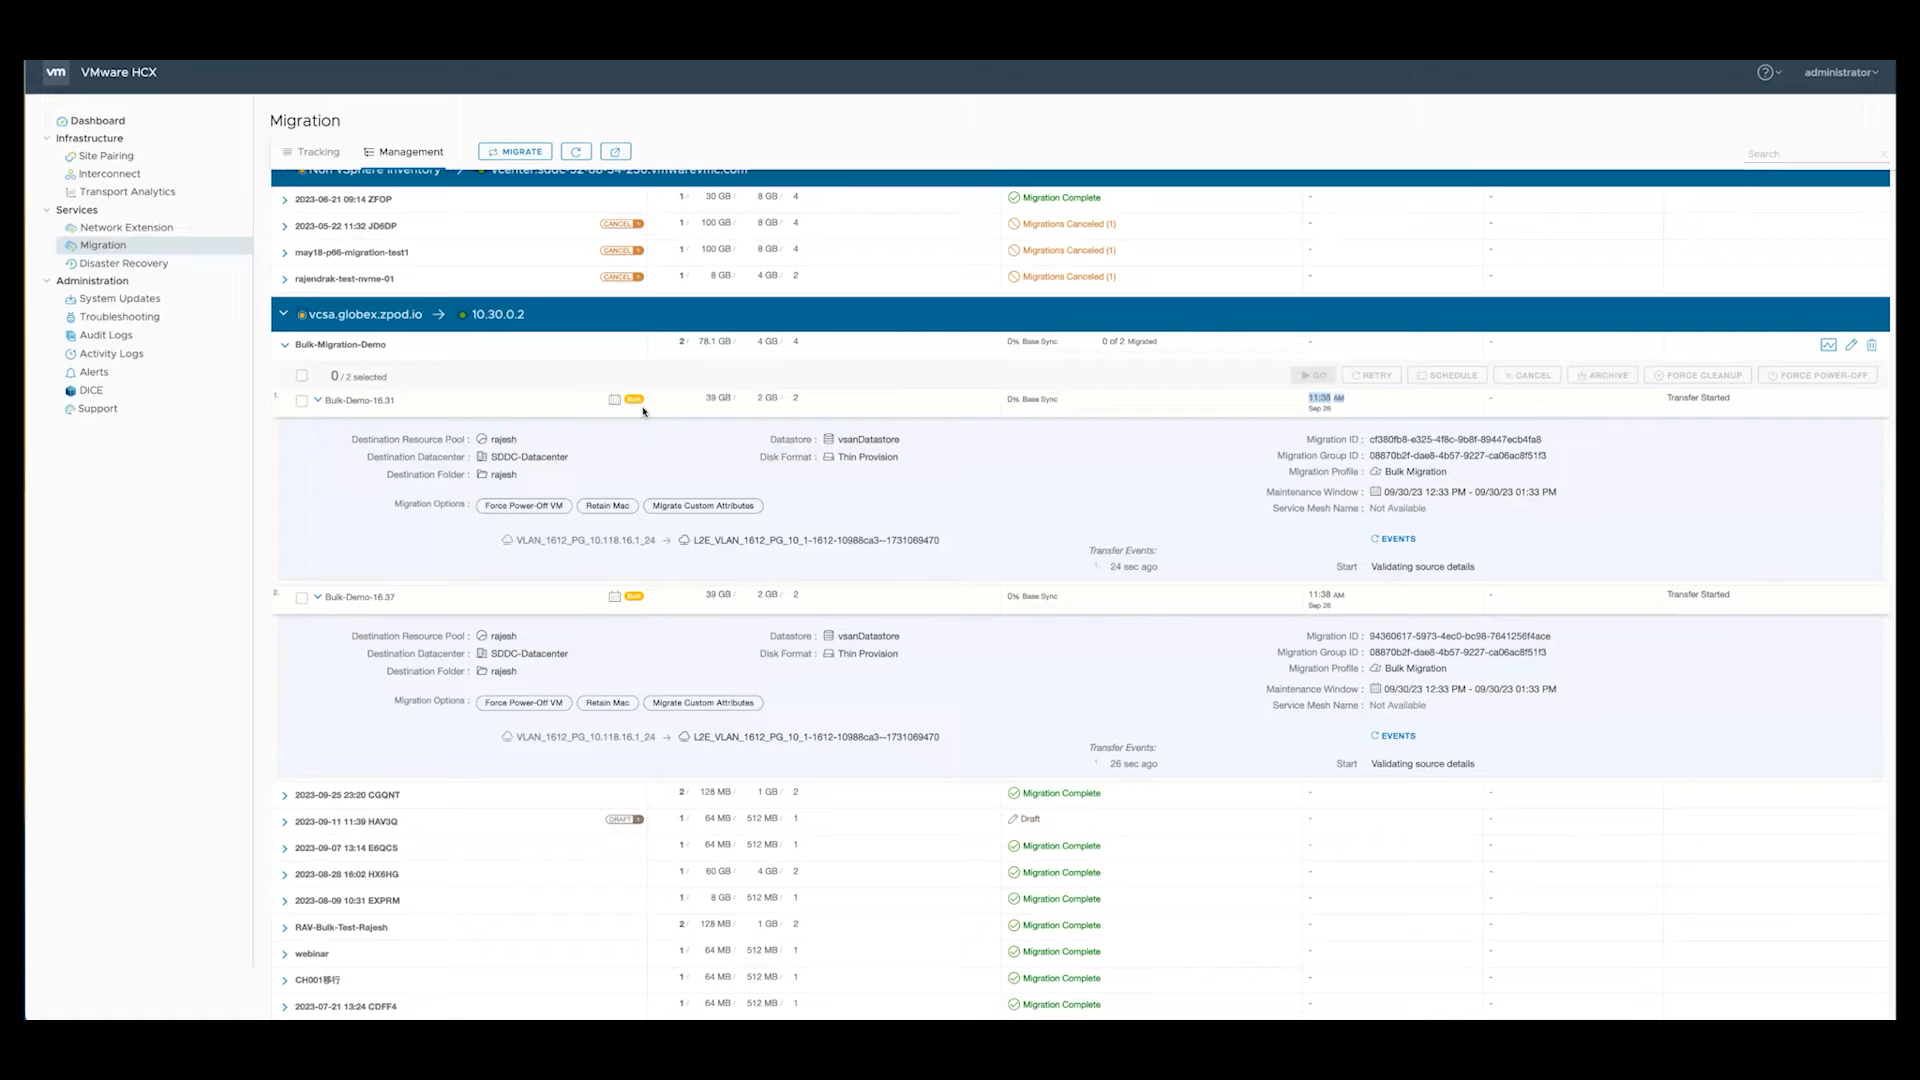 vm VMware HCX administrator
Dashboard
Infrastructure
Site Pairing
Interconnect
Transport Analytics
Services
Network Extension
Migration
Disaster Recovery
Administration
System Updates
Troubleshooting
Audit Logs
Activity Logs
Alerts
DICE
Support
Migration
Tracking Management MIGRATE Search
Non vSphere Inventory
2023-06-21 09:14 ZFOP 1/ 30 GB/ 8 GB/ 4 Migration Complete - -
2023-05-22 11:32 JD6DP CANCEL 1 1/ 100 GB/ 8 GB/ 4 Migrations Canceled (1) - -
may18-p66-migration-test1 CANCEL 1 1/ 100 GB/ 8 GB/ 4 Migrations Canceled (1) - -
rajendrak-test-nvme-01 CANCEL 1 1/ 8 GB/ 4 GB/ 2 Migrations Canceled (1) - -
vcsa.globex.zpod.io → 10.30.0.2
Bulk-Migration-Demo 2/ 78.1 GB/ 4 GB/ 4 0% Base Sync 0 of 2 Migrated - -
0 / 2 selected GO RETRY SCHEDULE CANCEL ARCHIVE FORCE CLEANUP FORCE POWER-OFF
1. Bulk-Demo-16.31 Bulk 39 GB/ 2 GB/ 2 0% Base Sync 11:38 AM - Transfer Started
Sep 26
Destination Resource Pool : rajesh Datastore : vsanDatastore Migration ID : cf380fb8-e325-4f8c-9b8f-89447ecb4fa8
Destination Datacenter : SDDC-Datacenter Disk Format : Thin Provision Migration Group ID : 08870b2f-dae8-4b57-9227-ca06ac8f51f3
Destination Folder : rajesh Migration Profile : Bulk Migration
Maintenance Window : 09/30/23 12:33 PM - 09/30/23 01:33 PM
Migration Options : Force Power-Off VM Retain Mac Migrate Custom Attributes Service Mesh Name : Not Available
VLAN_1612_PG_10.118.16.1_24 → L2E_VLAN_1612_PG_10_1-1612-10988ca3--1731069470 EVENTS
Transfer Events:
1. 24 sec ago Start Validating source details
2. Bulk-Demo-16.37 Bulk 39 GB/ 2 GB/ 2 0% Base Sync 11:38 AM - Transfer Started
Sep 26
Destination Resource Pool : rajesh Datastore : vsanDatastore Migration ID : 94360617-5973-4ec0-bc98-7641256f4ace
Destination Datacenter : SDDC-Datacenter Disk Format : Thin Provision Migration Group ID : 08870b2f-dae8-4b57-9227-ca06ac8f51f3
Destination Folder : rajesh Migration Profile : Bulk Migration
Maintenance Window : 09/30/23 12:33 PM - 09/30/23 01:33 PM
Migration Options : Force Power-Off VM Retain Mac Migrate Custom Attributes Service Mesh Name : Not Available
VLAN_1612_PG_10.118.16.1_24 → L2E_VLAN_1612_PG_10_1-1612-10988ca3--1731069470 EVENTS
Transfer Events:
1 26 sec ago Start Validating source details
2023-09-25 23:20 CGQNT 2/ 128 MB/ 1 GB/ 2 Migration Complete - -
2023-09-11 11:39 HAV3Q DRAFT 1 1/ 64 MB/ 512 MB/ 1 Draft - -
2023-09-07 13:14 E6QCS 1/ 64 MB/ 512 MB/ 1 Migration Complete - -
2023-08-28 16:02 HX6HG 1/ 60 GB/ 4 GB/ 2 Migration Complete - -
2023-08-09 10:31 EXPRM 1/ 8 GB/ 512 MB/ 1 Migration Complete - -
RAV-Bulk-Test-Rajesh 2/ 128 MB/ 1 GB/ 2 Migration Complete - -
webinar 1/ 64 MB/ 512 MB/ 1 Migration Complete - -
CH001移行 1/ 64 MB/ 512 MB/ 1 Migration Complete - -
2023-07-21 13:24 CDFF4 1/ 64 MB/ 512 MB/ 1 Migration Complete - -